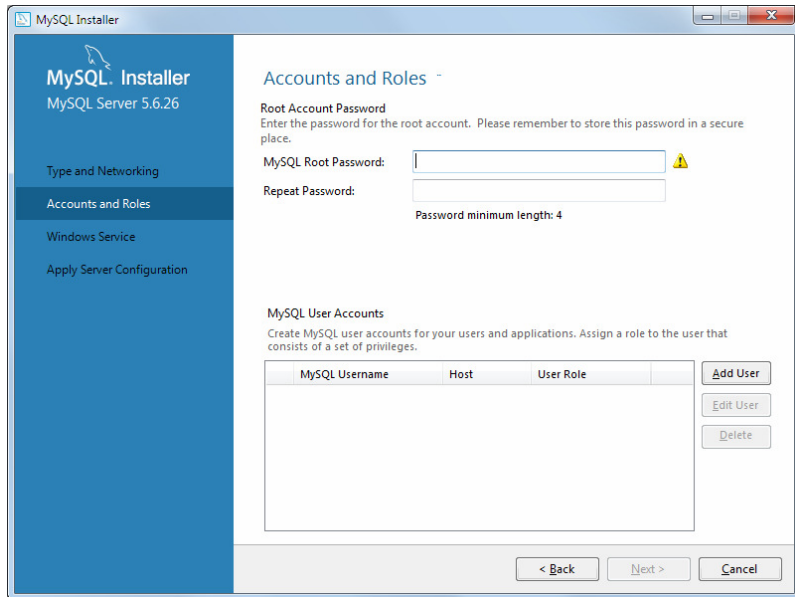 MySQL Installer
MySQL. Installer
MySQL Server 5.6.26
Type and Networking
Accounts and Roles
Windows Service
Apply Server Configuration
Accounts and Roles
Root Account Password
Enter the password for the root account. Please remember to store this password in a secure
place.
MySQL Root Password:
Repeat Password:
Password minimum length: 4
MySQL User Accounts
Create MySQL user accounts for your users and applications. Assign a role to the user that
consists of a set of privileges.
MySQL Username Host User Role
Add User
Edit User
Delete
< Back Next > Cancel